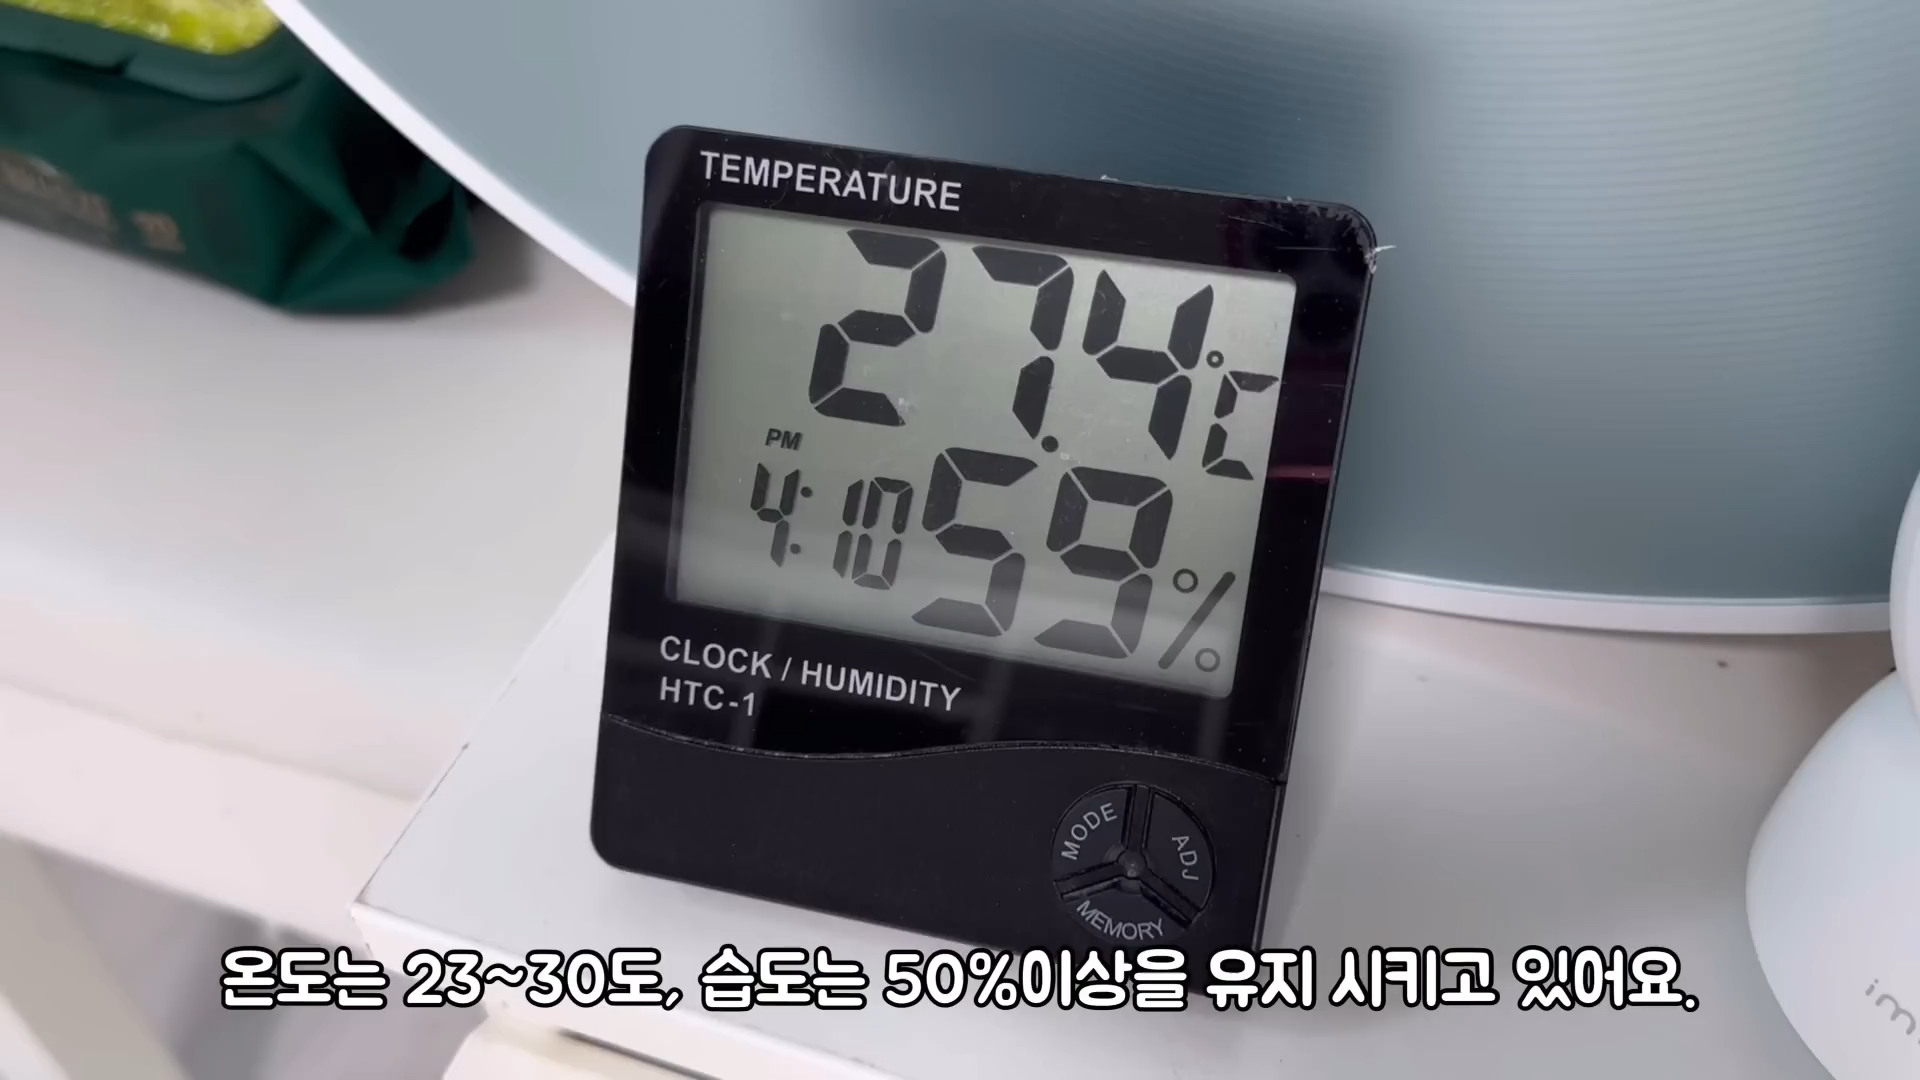 TEMPERATURE
27.4°C
PM
4:10
59%
CLOCK / HUMIDITY
HTC-1
MODE
ADJ
MEMORY
온도는 23~30도, 습도는 50%이상을 유지 시키고 있어요.